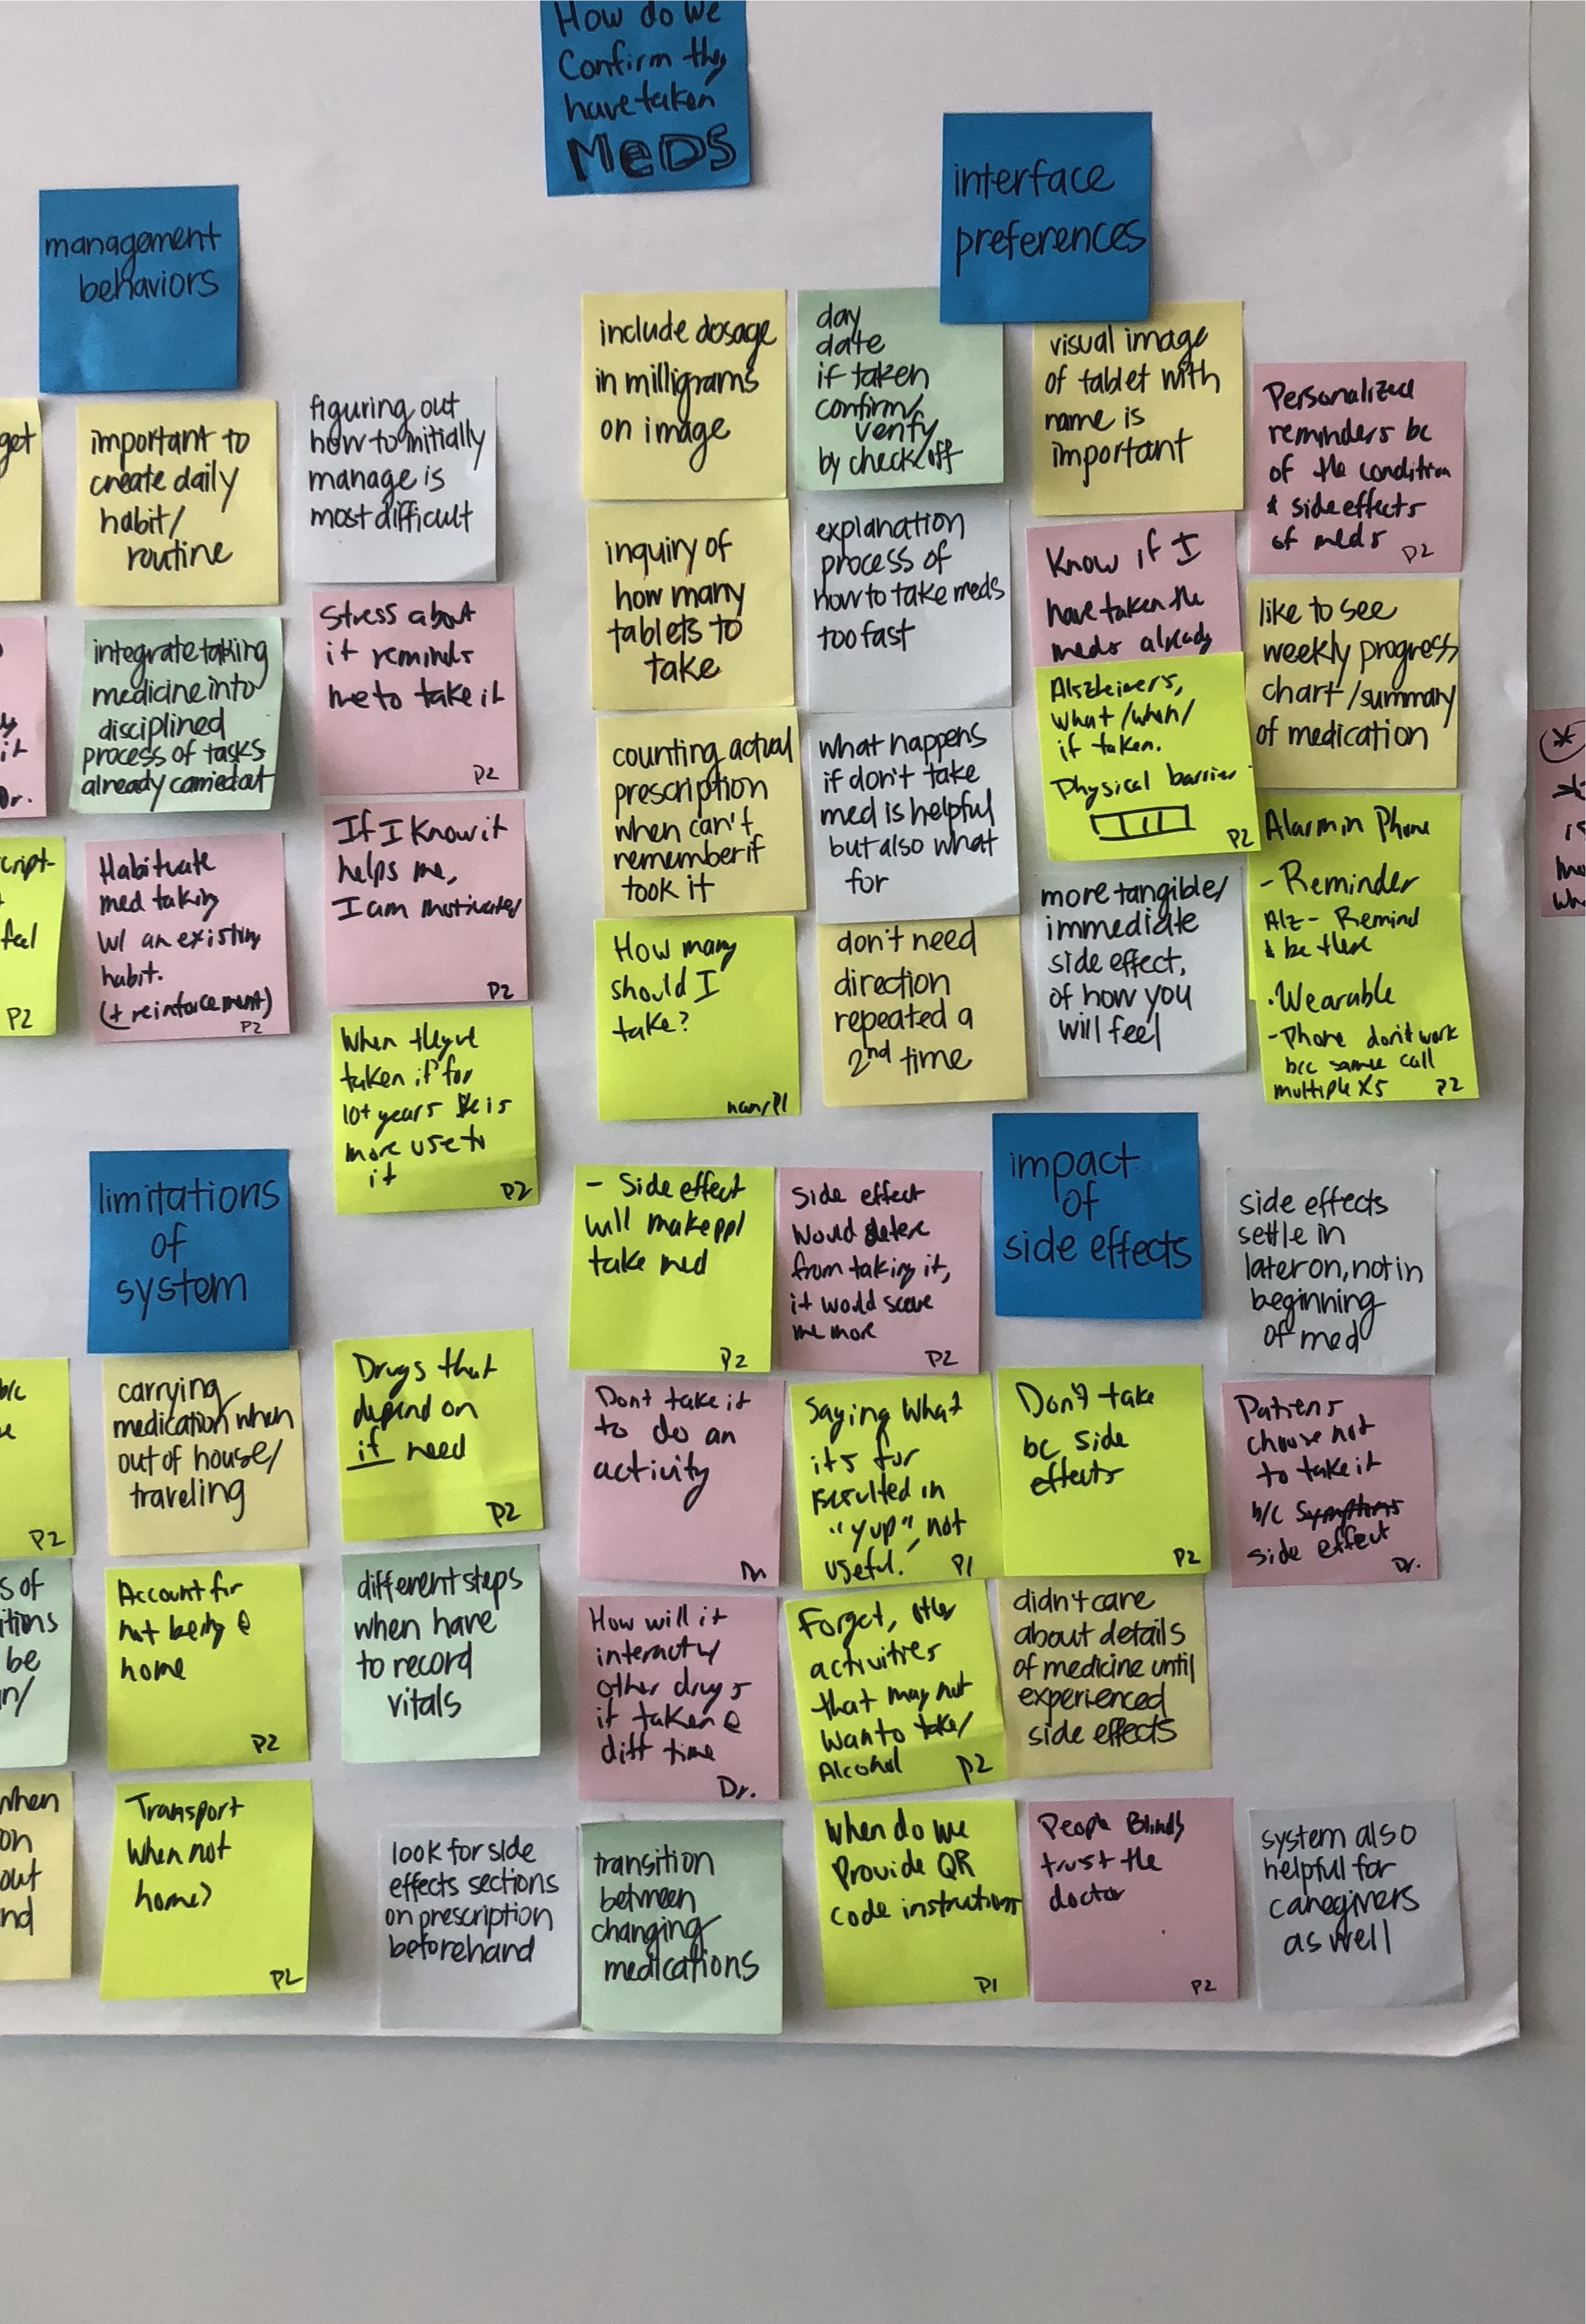 How do we
Confirm they
have taken
MeDS
interface
preferences
management
behaviors
get
important to
create daily
habit/
routine
figuring out
how to initially
manage is
most difficult
integrate taking
medicine into
disciplined
process of tasks
already carried out
Stress about
it reminds
me to take it
P2
it
Dr.
Habituate
med taking
w/ an existing
habit.
(+ reinforcement)
P2
If I know it
helps me,
I am motivated
P2
cript-
feel
P2
When they've
taken it for
10+ years is
more use to
it
P2
include dosage
in milligrams
on image
day
date
if taken
confirm/
verify
by checkoff
visual image
of tablet with
name is
important
Personalized
reminders bc
of the condition
& side effects
of meds
P2
inquiry of
how many
tablets to
take
explanation
process of
how to take meds
too fast
Know if I
have taken the
meds already
like to see
weekly progress
chart/summary
of medication
counting actual
prescription
when can't
remember if
took it
what happens
if don't take
med is helpful
but also what
for
Alszheimers,
what/when/
if taken.
Physical barrier
P2
Alarm in Phone
- Reminder
Alz - Remind
& be there
· Wearable
- Phone don't work
b/c same call
multiple x5
P2
How many
should I
take?
P1
don't need
direction
repeated a
2nd time
more tangible/
immediate
side effect,
of how you
will feel
limitations
of
system
b/c
P2
carrying
medication when
out of house/
traveling
Drugs that
depend on
if need
P2
s of
itions
be
n/
Account for
not being @
home
P2
different steps
when have
to record
vitals
when
on
out
nd
Transport
When not
home?
P2
look for side
effects sections
on prescription
beforehand
transition
between
changing
medications
impact
of
side effects
- Side effect
will make ppl
take med
P2
Side effect
Would detere
from taking it,
it would scare
me more
P2
side effects
settle in
later on, not in
beginning
of med
Dont take it
to do an
activity
Dr
Saying What
its for
resulted in
"yup" not
useful.
P1
Don't take
bc side
effects
P2
Patiens
choose not
to take it
b/c symptoms
side effect
Dr.
How will it
interact w/
other drugs
if taken @
diff time
Dr.
Forget, other
activities
that may not
wanto take/
Alcohol
P2
didn't care
about details
of medicine until
experienced
side effects
When do we
Provide QR
code instructions
P1
People Blindly
trust the
doctor
P2
system also
helpful for
caregivers
as well